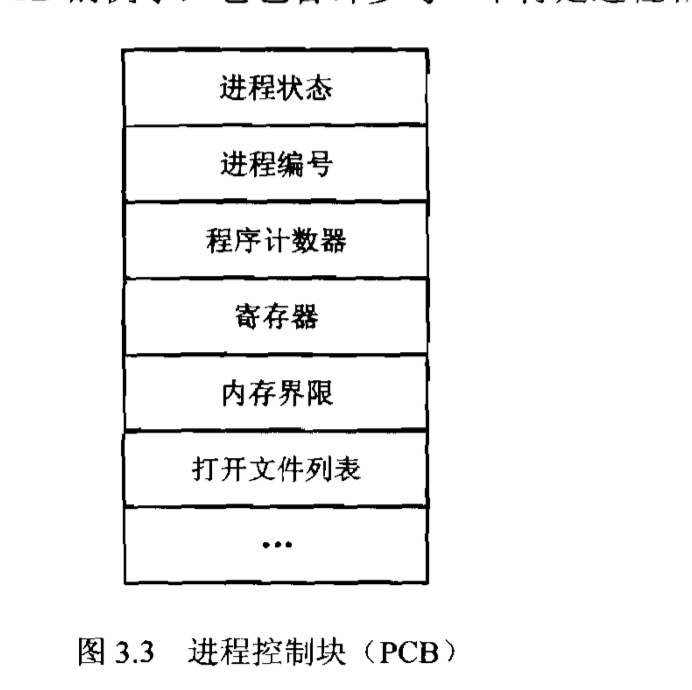 进程状态
进程编号
程序计数器
寄存器
内存界限
打开文件列表
…
图 3.3 进程控制块（PCB）